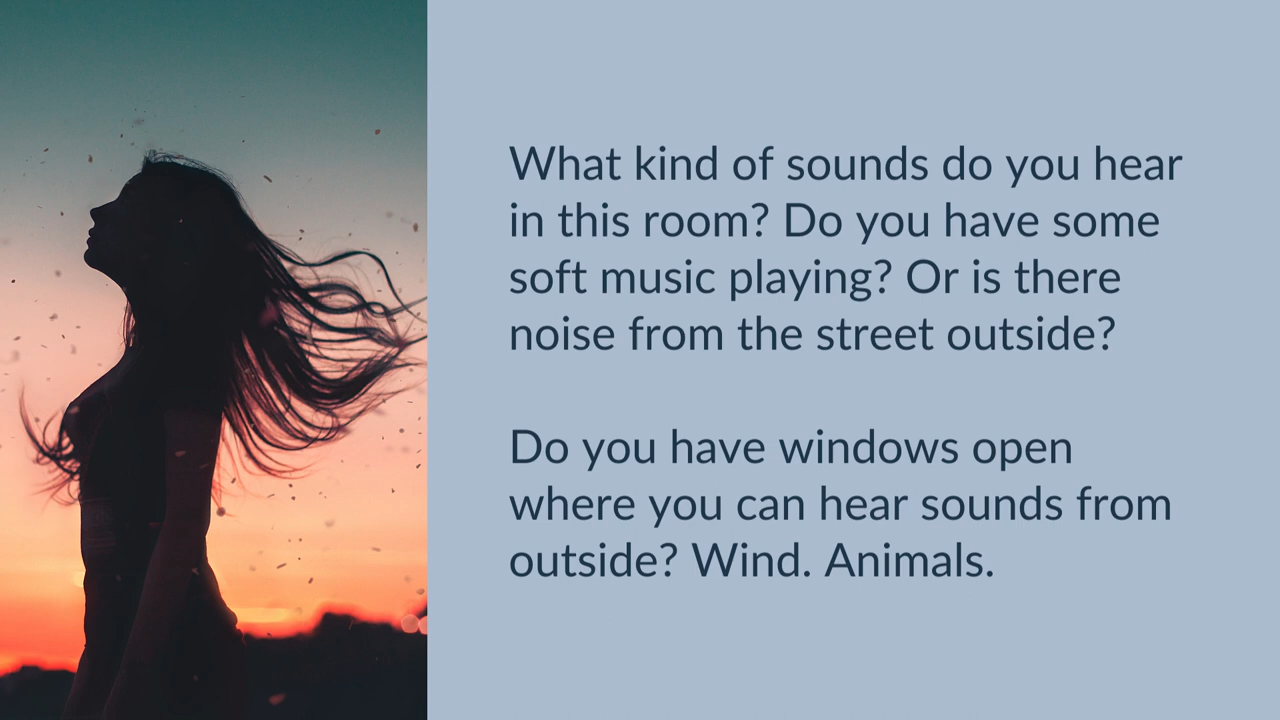 What kind of sounds do you hear
in this room? Do you have some
soft music playing? Or is there
noise from the street outside?
Do you have windows open
where you can hear sounds from
outside? Wind. Animals.